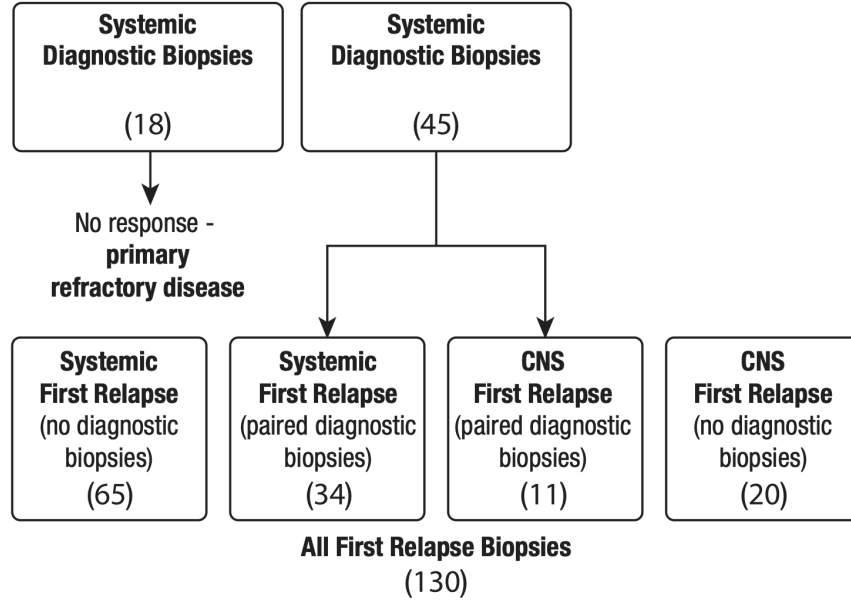 Systemic
Diagnostic Biopsies
(18)
Systemic
Diagnostic Biopsies
(45)
No response -
primary
refractory disease
Systemic
First Relapse
(no diagnostic
biopsies)
(65)
Systemic
First Relapse
(paired diagnostic
biopsies)
(34)
CNS
First Relapse
(paired diagnostic
biopsies)
(11)
CNS
First Relapse
(no diagnostic
biopsies)
(20)
All First Relapse Biopsies
(130)